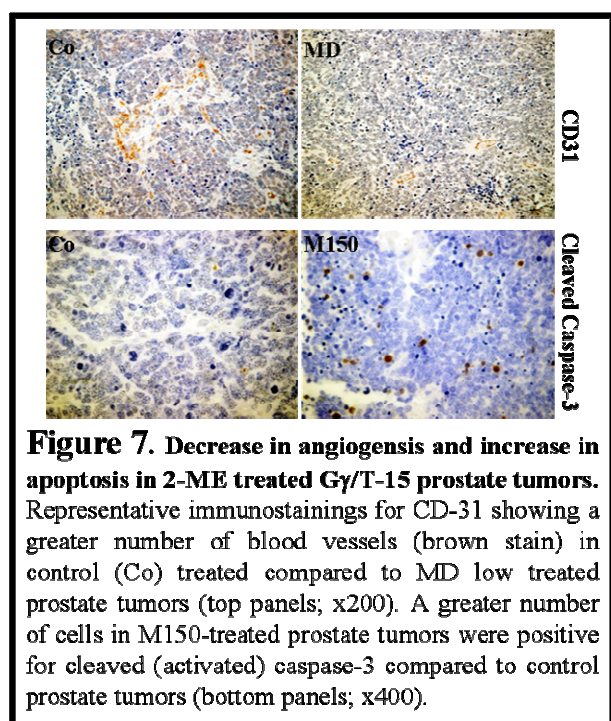 Co
MD
CD31
Co
M150
Cleaved Caspase-3
Figure 7. Decrease in angiogensis and increase in
apoptosis in 2-ME treated Gγ/T-15 prostate tumors.
Representative immunostainings for CD-31 showing a
greater number of blood vessels (brown stain) in
control (Co) treated compared to MD low treated
prostate tumors (top panels; x200). A greater number
of cells in M150-treated prostate tumors were positive
for cleaved (activated) caspase-3 compared to control
prostate tumors (bottom panels; x400).